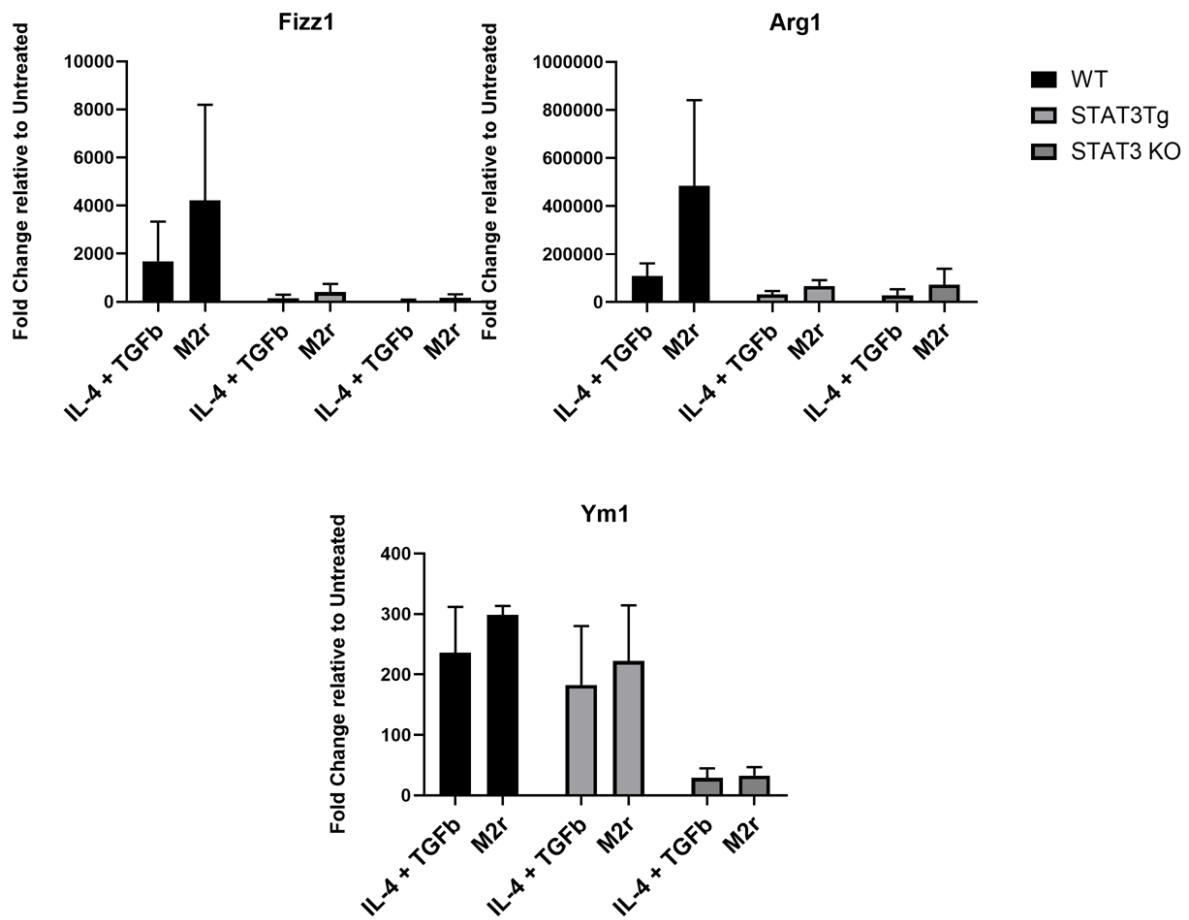 Fizz1
Fold Change relative to Untreated
10000
8000
6000
4000
2000
0
IL-4 + TGFb
M2r
IL-4 + TGFb
M2r
IL-4 + TGFb
M2r
Arg1
Fold Change relative to Untreated
1000000
800000
600000
400000
200000
0
IL-4 + TGFb
M2r
IL-4 + TGFb
M2r
IL-4 + TGFb
M2r
WT
STAT3Tg
STAT3 KO
Ym1
Fold Change relative to Untreated
400
300
200
100
0
IL-4 + TGFb
M2r
IL-4 + TGFb
M2r
IL-4 + TGFb
M2r